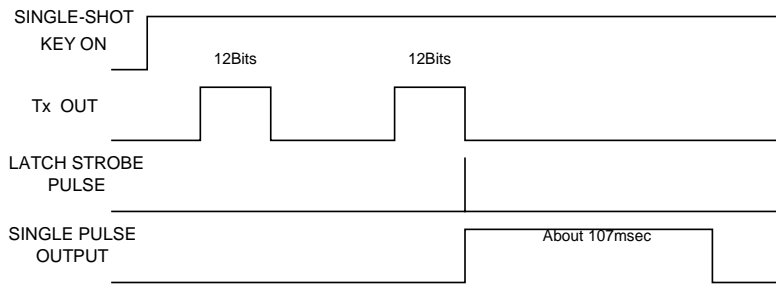 SINGLE-SHOT
KEY ON
12Bits
12Bits
Tx OUT
LATCH STROBE
PULSE
SINGLE PULSE
OUTPUT
About 107msec